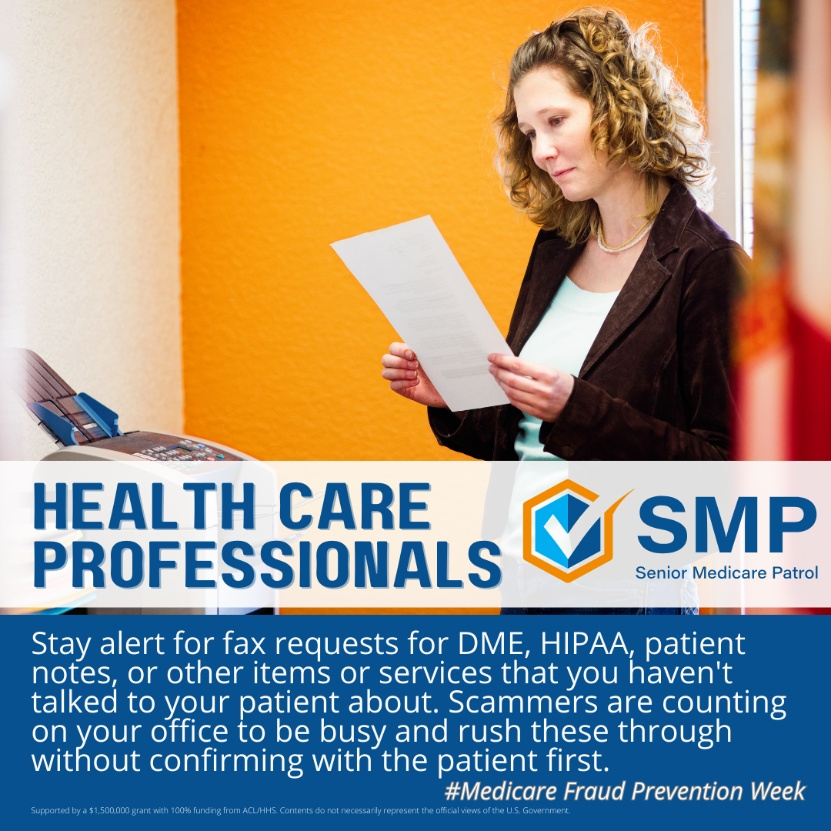 HEALTH CARE
PROFESSIONALS
SMP
Senior Medicare Patrol
Stay alert for fax requests for DME, HIPAA, patient
notes, or other items or services that you haven't
talked to your patient about. Scammers are counting
on your office to be busy and rush these through
without confirming with the patient first.
#Medicare Fraud Prevention Week
Supported by a $1,500,000 grant with 100% funding from ACL/HHS. Contents do not necessarily represent the official views of the U.S. Government.